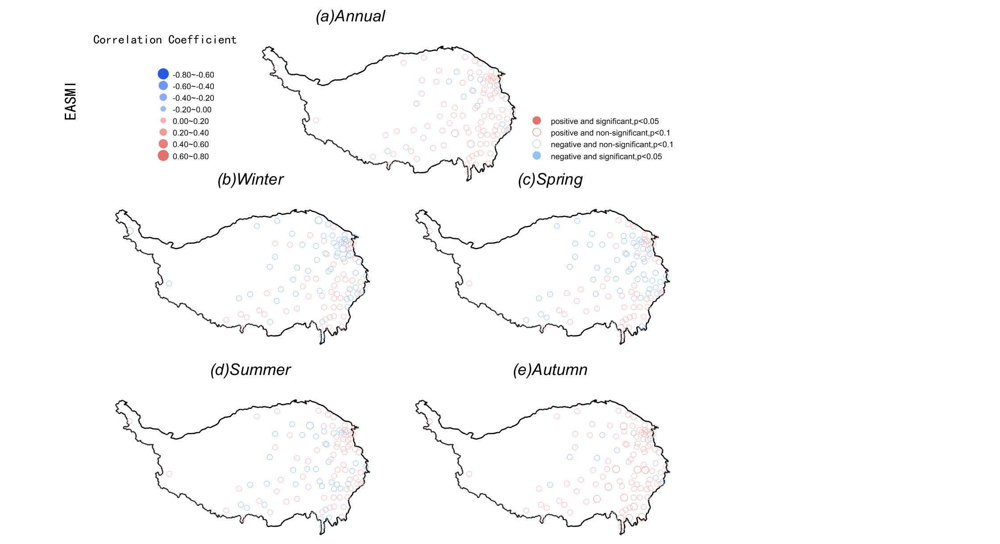 (a)Annual
Correlation Coefficient
EASMI
-0.80~-0.60
-0.60~-0.40
-0.40~-0.20
-0.20~0.00
0.00~0.20
0.20~0.40
0.40~0.60
0.60~0.80
positive and significant,p<0.05
positive and non-significant,p<0.1
negative and non-significant,p<0.1
negative and significant,p<0.05
(b)Winter
(c)Spring
(d)Summer
(e)Autumn